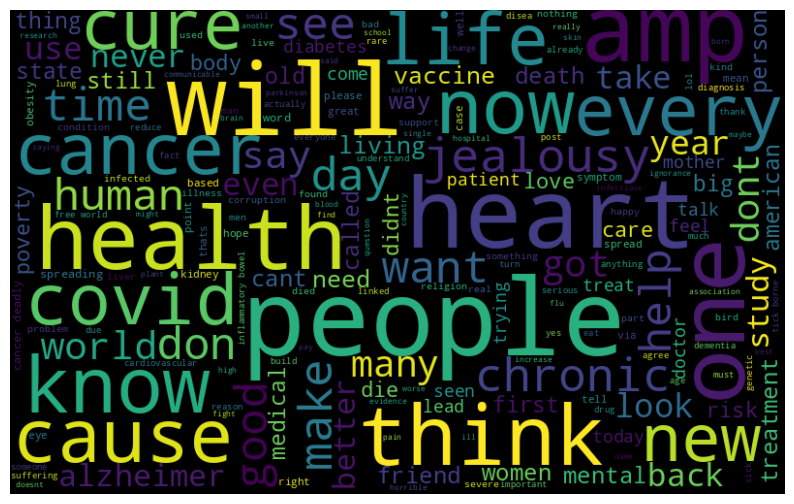 thing
cure
see
life
amp
person
use
never
body
diabetes
old
come
vaccine
death
take
state
still
time
will
way
now
every
cancer
say
living
jealousy
year
human
even
day
patient
love
mother
big
dont
american
poverty
health
called
didnt
heart
talk
care
feel
covid
cant
need
want
got
treat
help
study
one
world
don
people
trying
know
many
chronic
doctor
make
good
medical
better
die
seen
lead
first
look
risk
treatment
cause
think
new
alzheimer
friend
women
mental
back
today
right
small
another
bad
nothing
disea
research
used
live
school
rare
well
really
skin
already
change
born
communicable
said
suffer
kind
mean
obesity
lung
parkinson
actually
please
great
lol
diagnosis
condition
reduce
brain
word
support
case
single
hospital
post
thank
maybe
saying
fact
everyone
understand
infected
based
illness
found
symptom
infectious
ignorance
corruption
free world
might
men
point
blood
find
hope
thats
country
question
happy
spread
much
spreading
liver
plant
kidney
inflammatory bowel
died
linked
religion
real
something
turn
anything
association
tick borne
cancer deadly
problem
due
cardiovascular
build
pay
increase
serious
flu
yes
eat
part
via
bird
dementia
agree
must
genetic
best
age
high
reason
fight
worse
evidence
tell
drug
eye
someone
suffering
doesnt
pain
ill
horrible
severe
important
sick